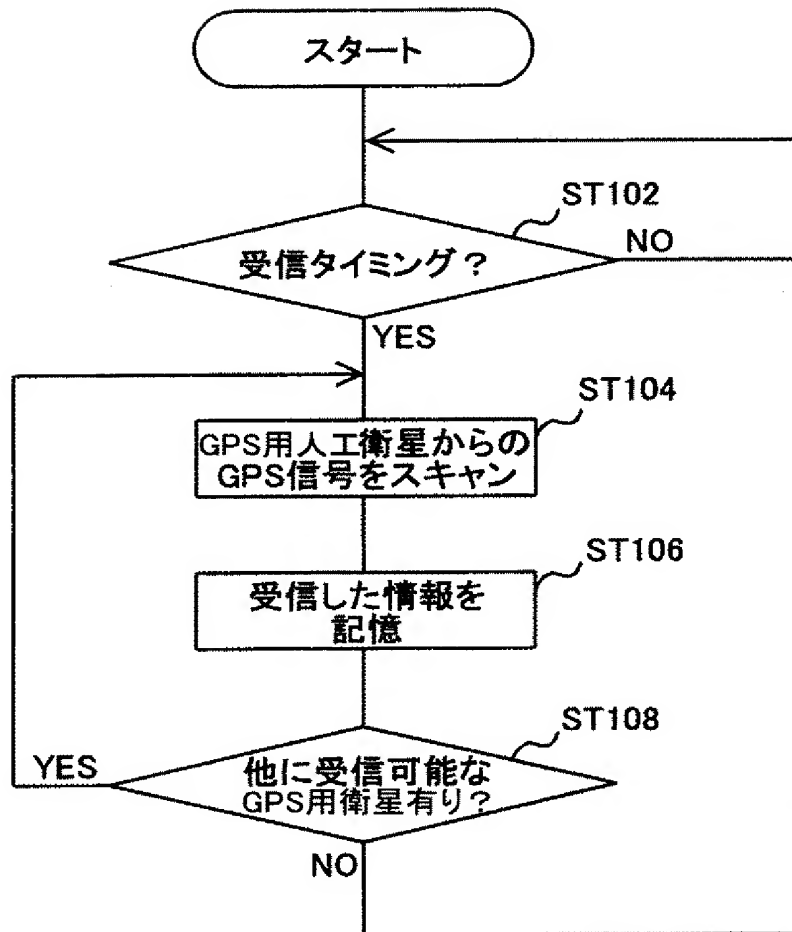 スタート
ST102
受信タイミング？
NO
YES
ST104
GPS用人工衛星からの
GPS信号をスキャン
ST106
受信した情報を
記憶
ST108
YES
他に受信可能な
GPS用衛星有り？
NO